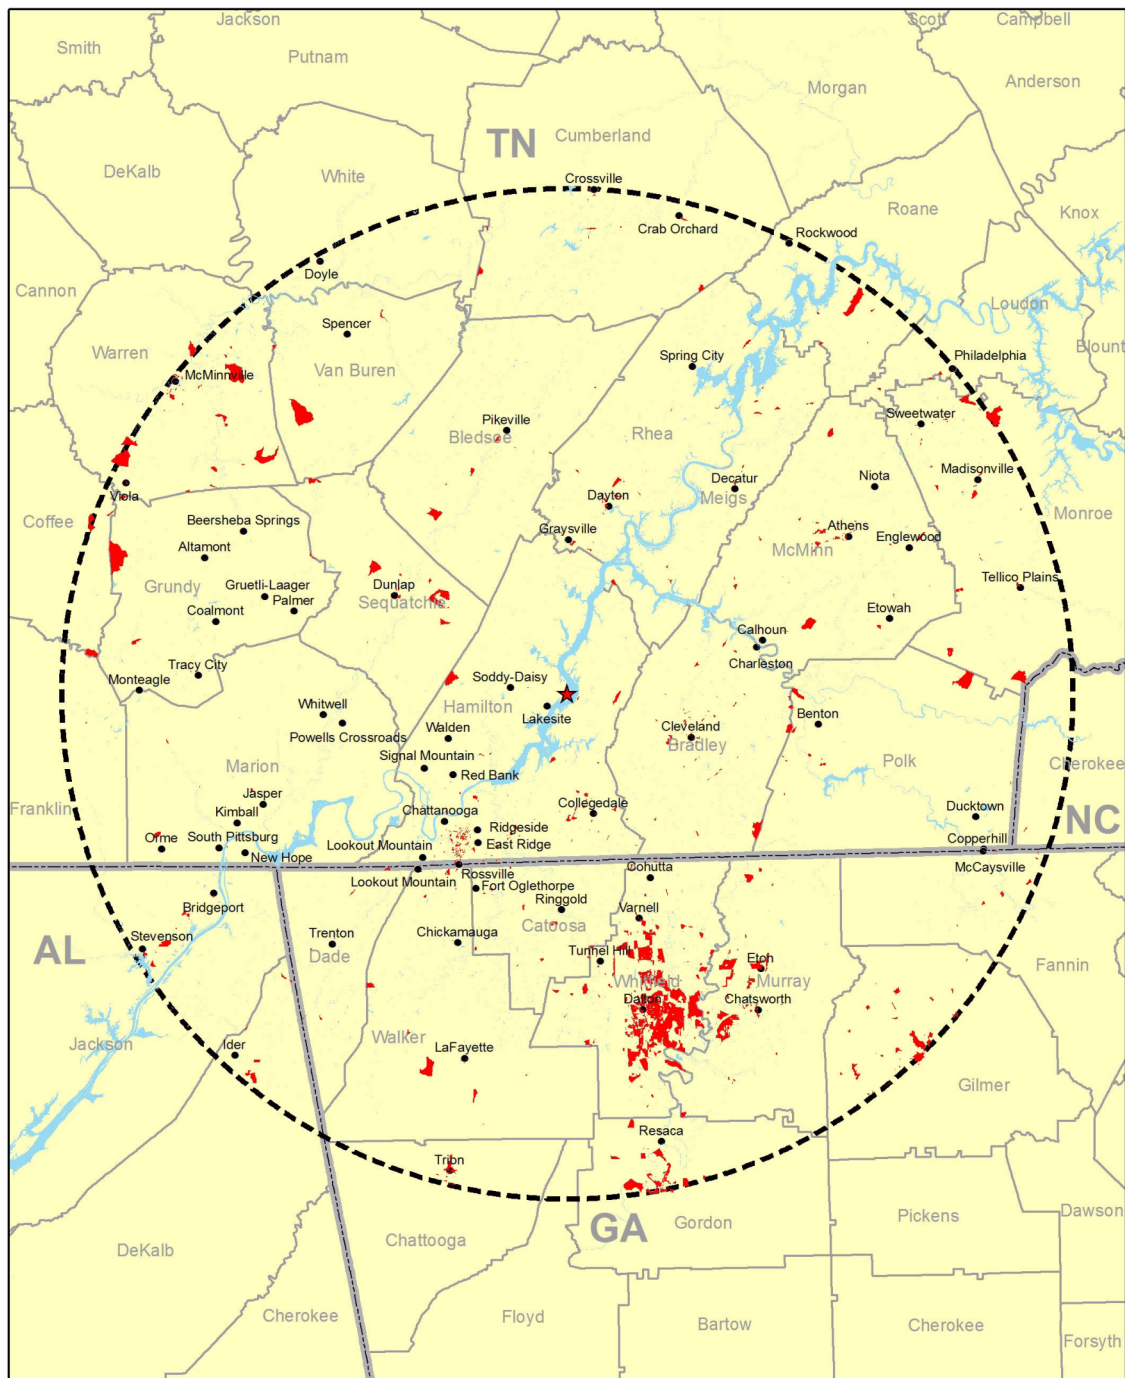 Jackson
Scott
Campbell
Smith
Putnam
Morgan
Anderson
TN
Cumberland
DeKalb
White
Crossville
Roane
Knox
Crab Orchard
Rockwood
Doyle
Cannon
Loudon
Spencer
Warren
Van Buren
Spring City
Philadelphia
Blount
McMinnville
Pikeville
Bledsoe
Rhea
Sweetwater
Viola
Decatur
Niota
Madisonville
Meigs
Dayton
Coffee
Beersheba Springs
Graysville
Athens
Englewood
McMinn
Monroe
Altamont
Grundy
Gruetli-Laager
Palmer
Dunlap
Sequatchie
Tellico Plains
Coalmont
Etowah
Calhoun
Charleston
Tracy City
Monteagle
Soddy-Daisy
Hamilton
Lakesite
Whitwell
Powells Crossroads
Walden
Cleveland
Bradley
Benton
Polk
Cherokee
Signal Mountain
Red Bank
Marion
Jasper
Kimball
Franklin
Chattanooga
Collegedale
Ducktown
NC
Orme
South Pittsburg
New Hope
Ridgeside
East Ridge
Lookout Mountain
Copperhill
McCaysville
Lookout Mountain
Rossville
Fort Oglethorpe
Cohutta
Bridgeport
Ringgold
Catoosa
Varnell
AL
Stevenson
Trenton
Dade
Chickamauga
Tunnel Hill
Whitfield
Etoh
Murray
Fannin
Dalton
Chatsworth
Jackson
Ider
Walker
LaFayette
Gilmer
Resaca
Trion
GA
Gordon
Pickens
Dawson
DeKalb
Chattooga
Cherokee
Floyd
Bartow
Cherokee
Forsyth